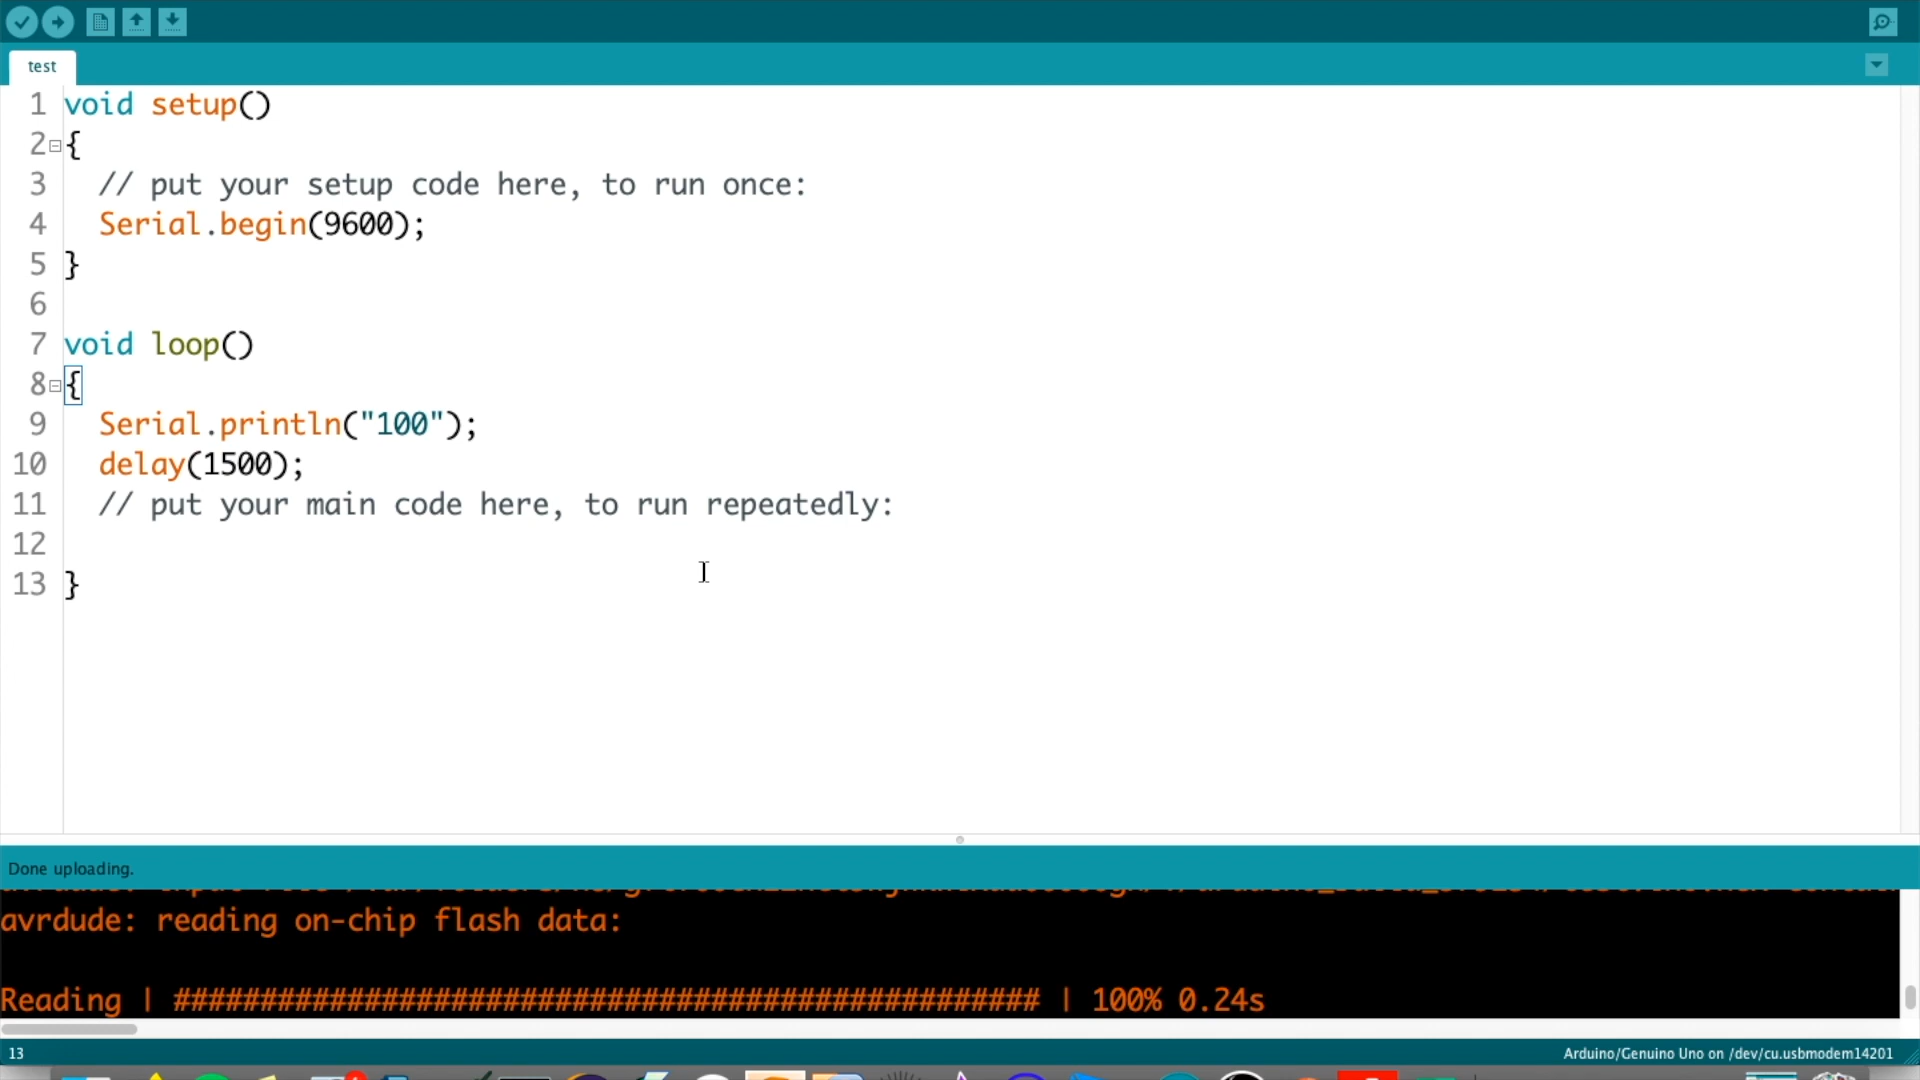 test
1 void setup()
2 {
3 // put your setup code here, to run once:
4 Serial.begin(9600);
5 }
6
7 void loop()
8 {
9 Serial.println("100");
10 delay(1500);
11 // put your main code here, to run repeatedly:
12
13 }
Done uploading.
avrdude: reading on-chip flash data:
Reading | ################################################## | 100% 0.24s
13
Arduino/Genuino Uno on /dev/cu.usbmodem14201